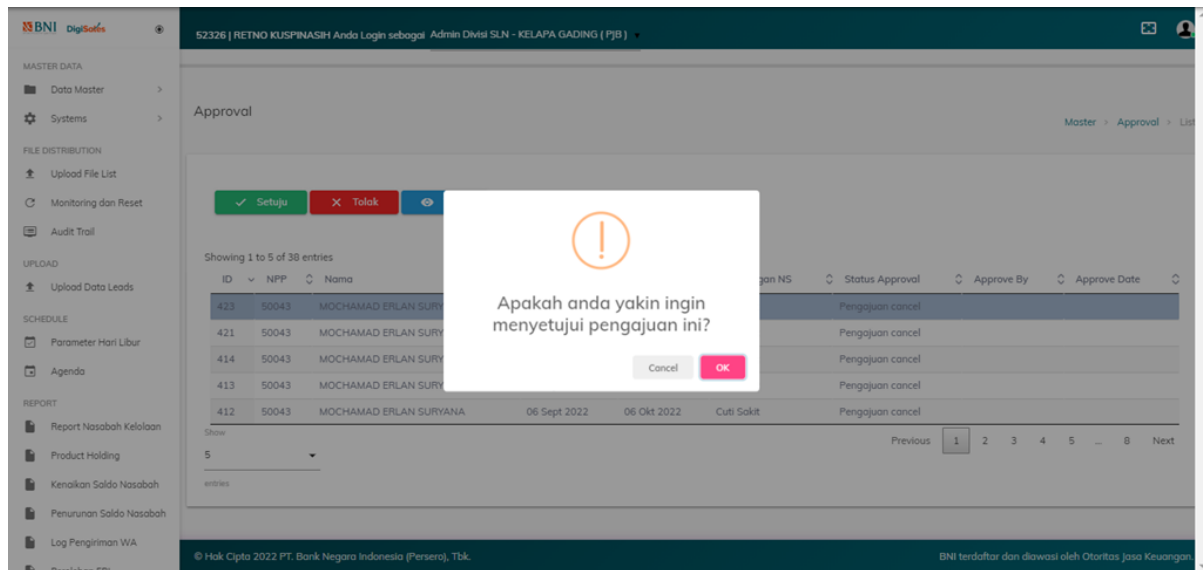 BNI DigiSales
52326 | RETNO KUSPINASIH Anda Login sebagai Admin Divisi SLN - KELAPA GADING ( PJB )
MASTER DATA
Data Master
Systems
FILE DISTRIBUTION
Upload File List
Monitoring dan Reset
Audit Trail
UPLOAD
Upload Data Leads
SCHEDULE
Parameter Hari Libur
Agenda
REPORT
Report Nasabah Kelolaan
Product Holding
Kenaikan Saldo Nasabah
Penurunan Saldo Nasabah
Log Pengiriman WA
Approval
Master > Approval > List
Setuju
Tolak
Showing 1 to 5 of 38 entries
ID NPP Nama Status Approval Approve By Approve Date
423 50043 MOCHAMAD ERLAN SURY Pengajuan cancel
421 50043 MOCHAMAD ERLAN SURY Pengajuan cancel
414 50043 MOCHAMAD ERLAN SURY Pengajuan cancel
413 50043 MOCHAMAD ERLAN SURY Pengajuan cancel
412 50043 MOCHAMAD ERLAN SURYANA 06 Sept 2022 06 Okt 2022 Cuti Sakit Pengajuan cancel
Show
5
entries
Previous 1 2 3 4 5 ... 8 Next
Apakah anda yakin ingin
menyetujui pengajuan ini?
Cancel
OK
© Hak Cipta 2022 PT. Bank Negara Indonesia (Persero), Tbk.
BNI terdaftar dan diawasi oleh Otoritas Jasa Keuangan.